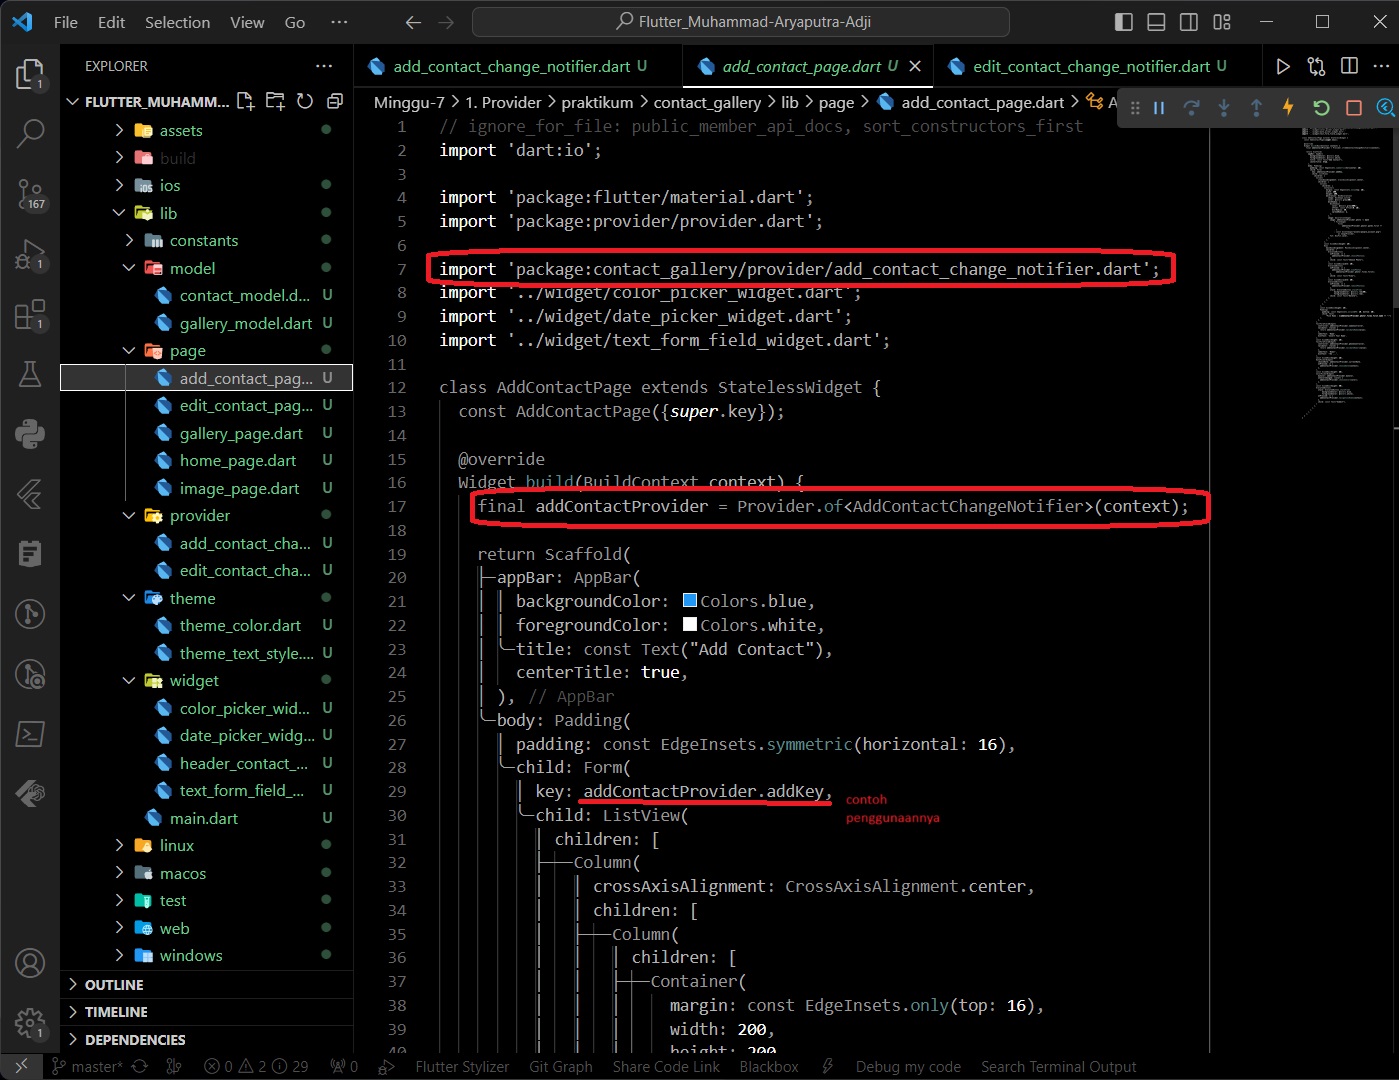 File Edit Selection View Go ··· Flutter_Muhammad-Aryaputra-Adji
EXPLORER ···
add_contact_change_notifier.dart U
add_contact_page.dart U
edit_contact_change_notifier.dart U
FLUTTER_MUHAMM...
Minggu-7 > 1. Provider > praktikum > contact_gallery > lib > page > add_contact_page.dart > A
assets
build
ios
lib
constants
model
contact_model.d... U
gallery_model.dart U
page
add_contact_pag... U
edit_contact_pag... U
gallery_page.dart U
home_page.dart U
image_page.dart U
provider
add_contact_cha... U
edit_contact_cha... U
theme
theme_color.dart U
theme_text_style.... U
widget
color_picker_wid... U
date_picker_widg... U
header_contact_... U
text_form_field_... U
main.dart U
linux
macos
test
web
windows
OUTLINE
TIMELINE
DEPENDENCIES
1
167
1
1
1
1 // ignore_for_file: public_member_api_docs, sort_constructors_first
2 import 'dart:io';
3
4 import 'package:flutter/material.dart';
5 import 'package:provider/provider.dart';
6
7 import 'package:contact_gallery/provider/add_contact_change_notifier.dart';
8 import '../widget/color_picker_widget.dart';
9 import '../widget/date_picker_widget.dart';
10 import '../widget/text_form_field_widget.dart';
11
12 class AddContactPage extends StatelessWidget {
13 const AddContactPage({super.key});
14
15 @override
16 Widget build(BuildContext context) {
17 final addContactProvider = Provider.of<AddContactChangeNotifier>(context);
18
19 return Scaffold(
20 appBar: AppBar(
21 backgroundColor: Colors.blue,
22 foregroundColor: Colors.white,
23 title: const Text("Add Contact"),
24 centerTitle: true,
25 ), // AppBar
26 body: Padding(
27 padding: const EdgeInsets.symmetric(horizontal: 16),
28 child: Form(
29 key: addContactProvider.addKey,
contoh
penggunaannya
30 child: ListView(
31 children: [
32 Column(
33 crossAxisAlignment: CrossAxisAlignment.center,
34 children: [
35 Column(
36 children: [
37 Container(
38 margin: const EdgeInsets.only(top: 16),
39 width: 200,
40 height: 200
master* 0 2 29 0 Flutter Stylizer Git Graph Share Code Link Blackbox Debug my code Search Terminal Output